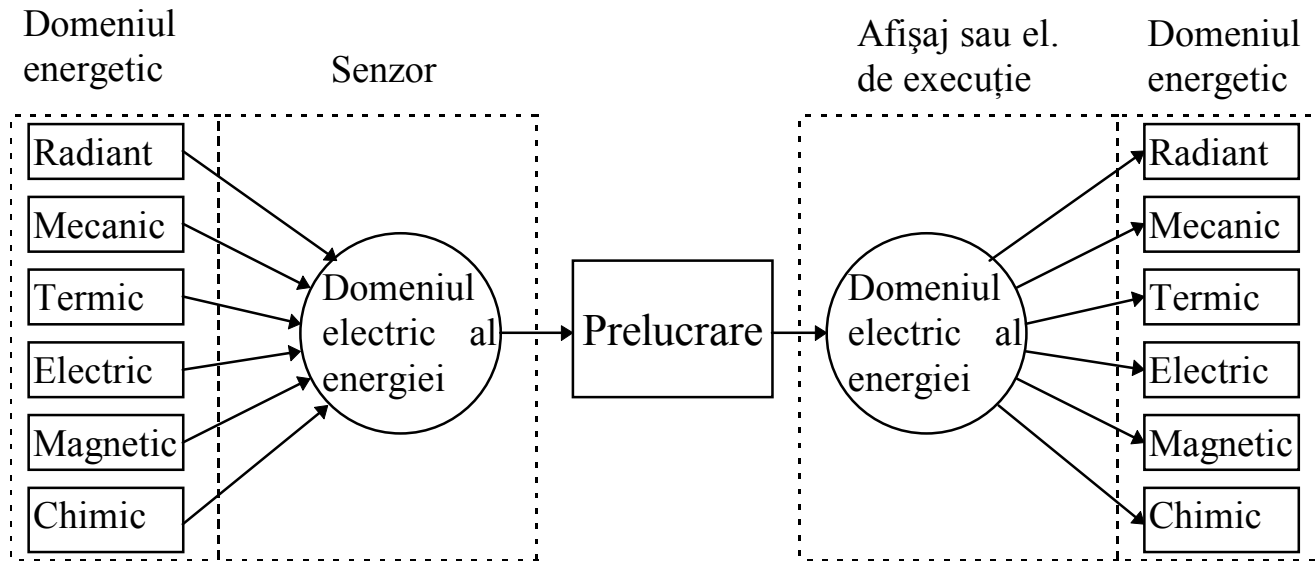 Domeniul
energetic
Senzor
Afişaj sau el.
de execuție
Domeniul
energetic
Radiant
Mecanic
Termic
Electric
Magnetic
Chimic
Domeniul
electric al
energiei
Prelucrare
Domeniul
electric al
energiei
Radiant
Mecanic
Termic
Electric
Magnetic
Chimic